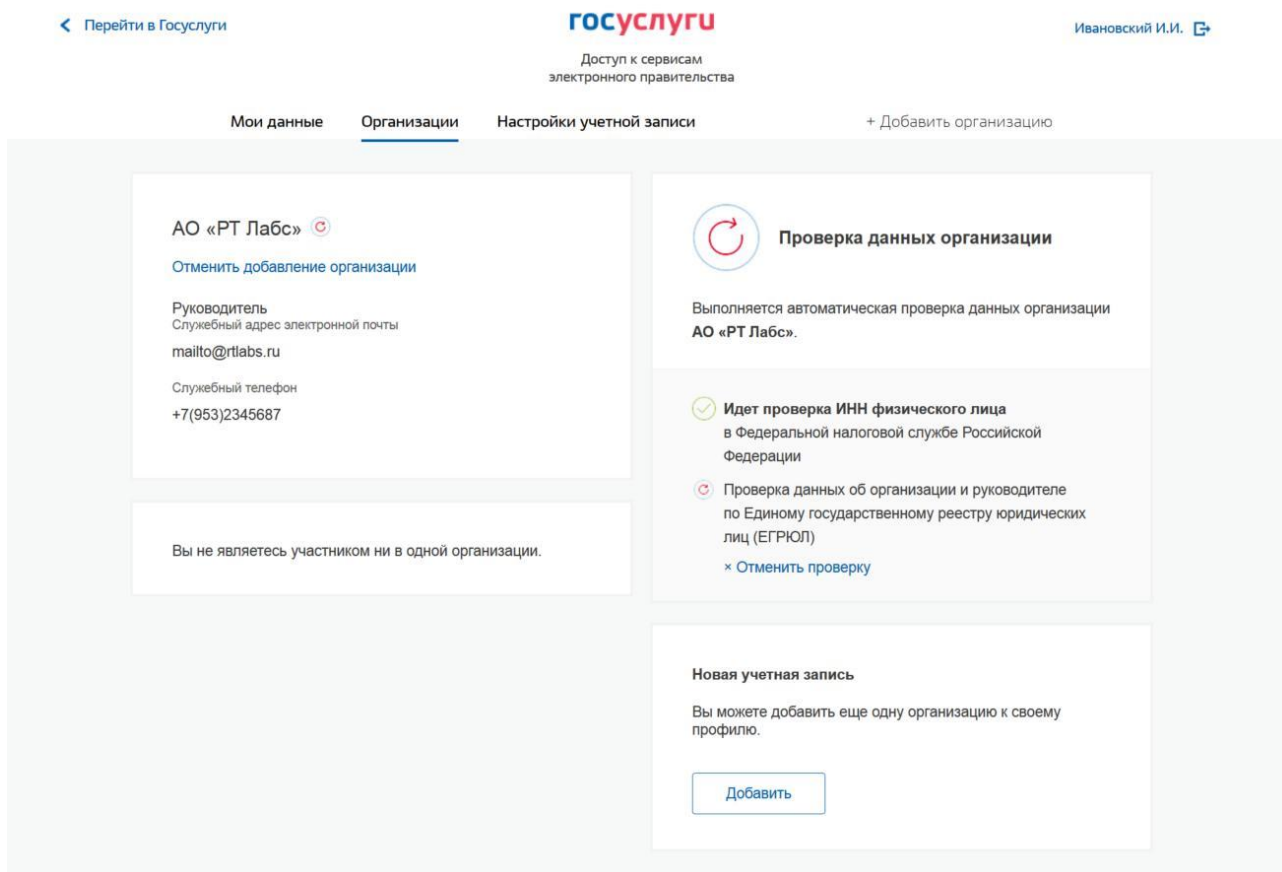 Перейти в Госуслуги
госуслуги
Ивановский И.И.
Доступ к сервисам
электронного правительства
Мои данные
Организации
Настройки учетной записи
+ Добавить организацию
АО «РТ Лабс»
Отменить добавление организации
Руководитель
Служебный адрес электронной почты
mailto@rtlabs.ru
Служебный телефон
+7(953)2345687
Вы не являетесь участником ни в одной организации.
Проверка данных организации
Выполняется автоматическая проверка данных организации
АО «РТ Лабс».
Идет проверка ИНН физического лица
в Федеральной налоговой службе Российской
Федерации
Проверка данных об организации и руководителе
по Единому государственному реестру юридических
лиц (ЕГРЮЛ)
× Отменить проверку
Новая учетная запись
Вы можете добавить еще одну организацию к своему
профилю.
Добавить